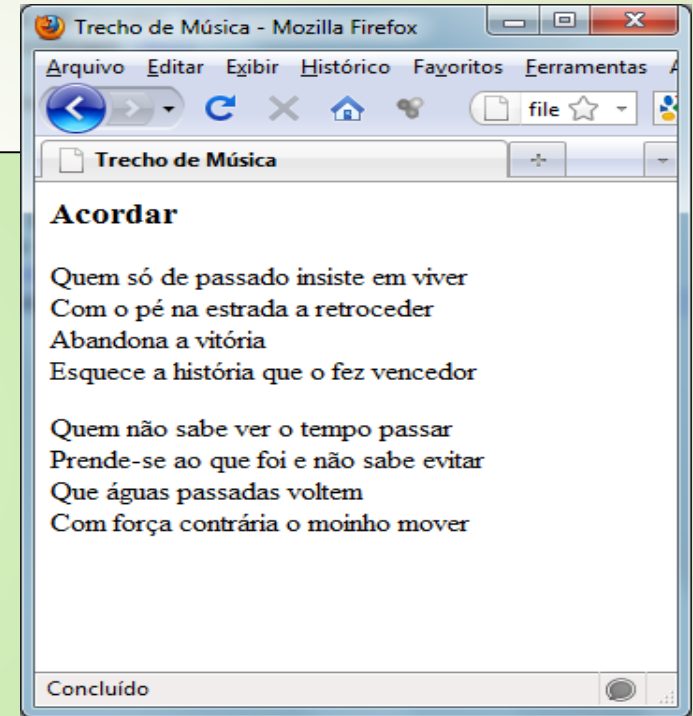 Trecho de Música - Mozilla Firefox
Arquivo Editar Exibir Histórico Favoritos Ferramentas A
file
Trecho de Música
Acordar
Quem só de passado insiste em viver
Com o pé na estrada a retroceder
Abandona a vitória
Esquece a história que o fez vencedor
Quem não sabe ver o tempo passar
Prende-se ao que foi e não sabe evitar
Que águas passadas voltem
Com força contrária o moinho mover
Concluído